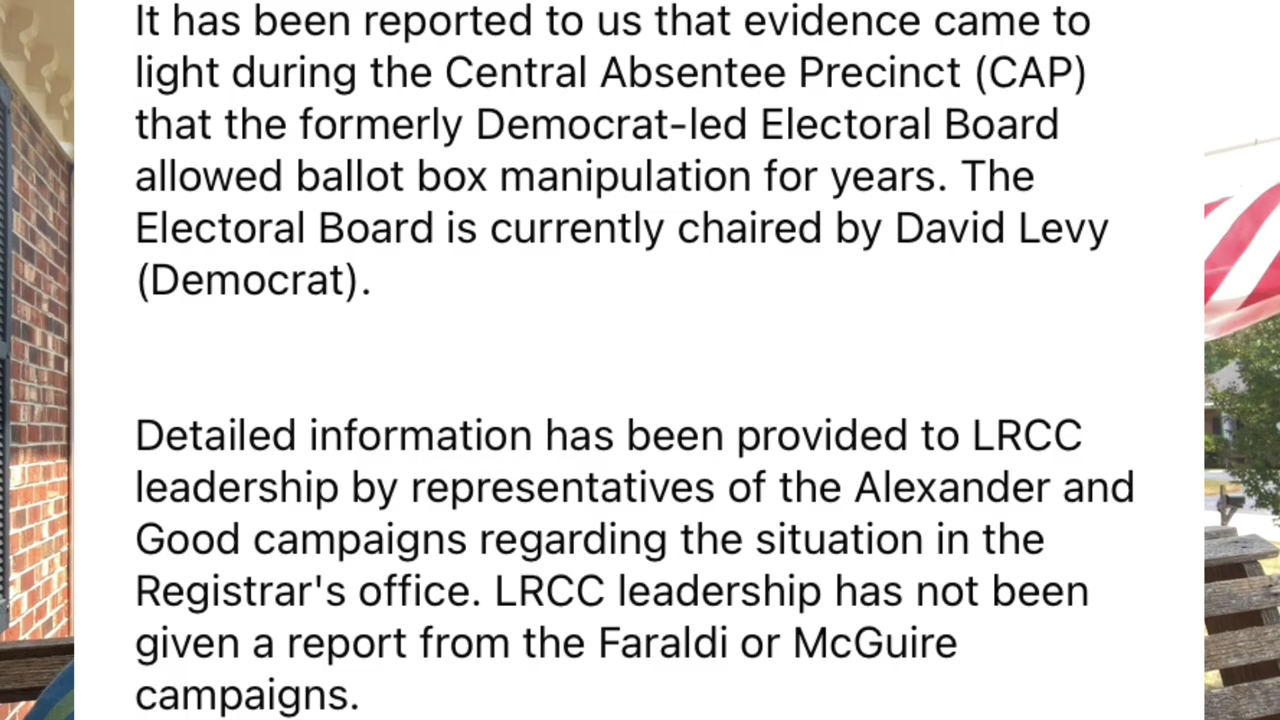 It has been reported to us that evidence came to
light during the Central Absentee Precinct (CAP)
that the formerly Democrat-led Electoral Board
allowed ballot box manipulation for years. The
Electoral Board is currently chaired by David Levy
(Democrat).
Detailed information has been provided to LRCC
leadership by representatives of the Alexander and
Good campaigns regarding the situation in the
Registrar's office. LRCC leadership has not been
given a report from the Faraldi or McGuire
campaigns.